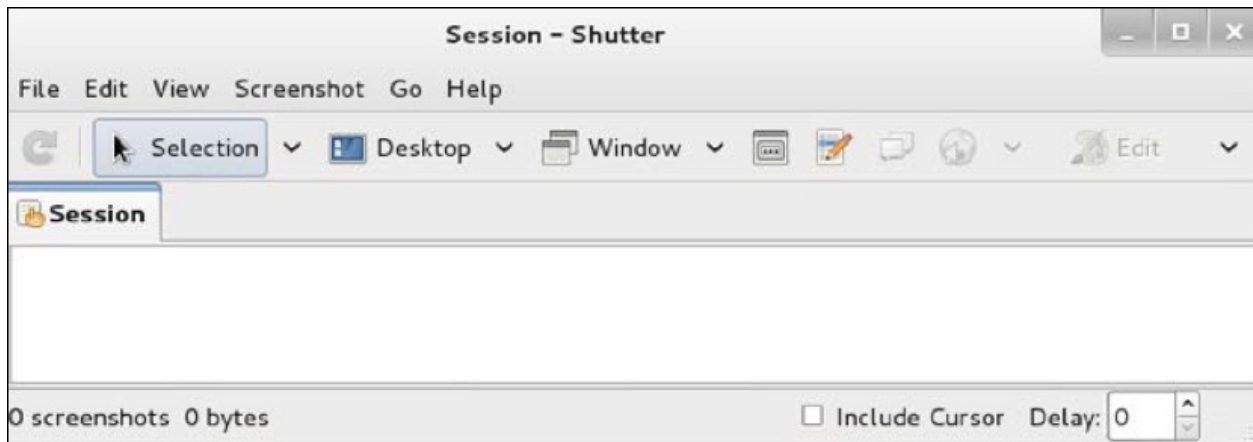 Session - Shutter
File Edit View Screenshot Go Help
Selection Desktop Window Edit
Session
0 screenshots 0 bytes Include Cursor Delay: 0